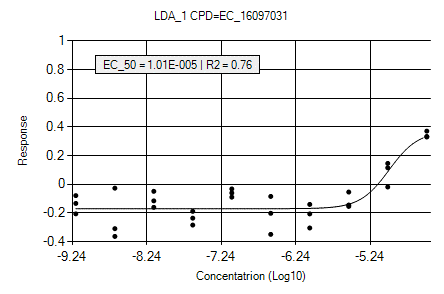 LDA_1 CPD=EC_16097031
1
EC_50 = 1.01E-005 | R2 = 0.76
0.8
0.6
0.4
0.2
0
-0.2
-0.4
Response
-9.24 -8.24 -7.24 -6.24 -5.24
Concentatrion (Log10)